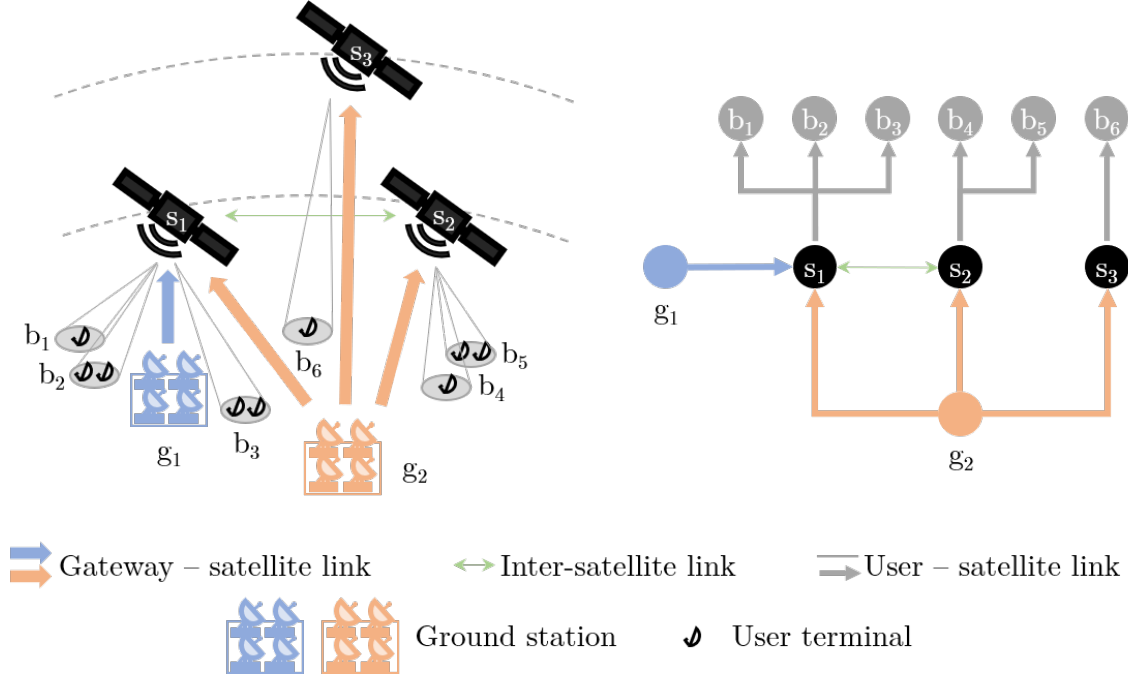 s₃
s₁
s₂
b₁
b₂
b₃
b₆
b₅
b₄
g₁
g₂
b₁ b₂ b₃ b₄ b₅ b₆
s₁ s₂ s₃
g₁
g₂
Gateway – satellite link
Inter-satellite link
User – satellite link
Ground station
User terminal